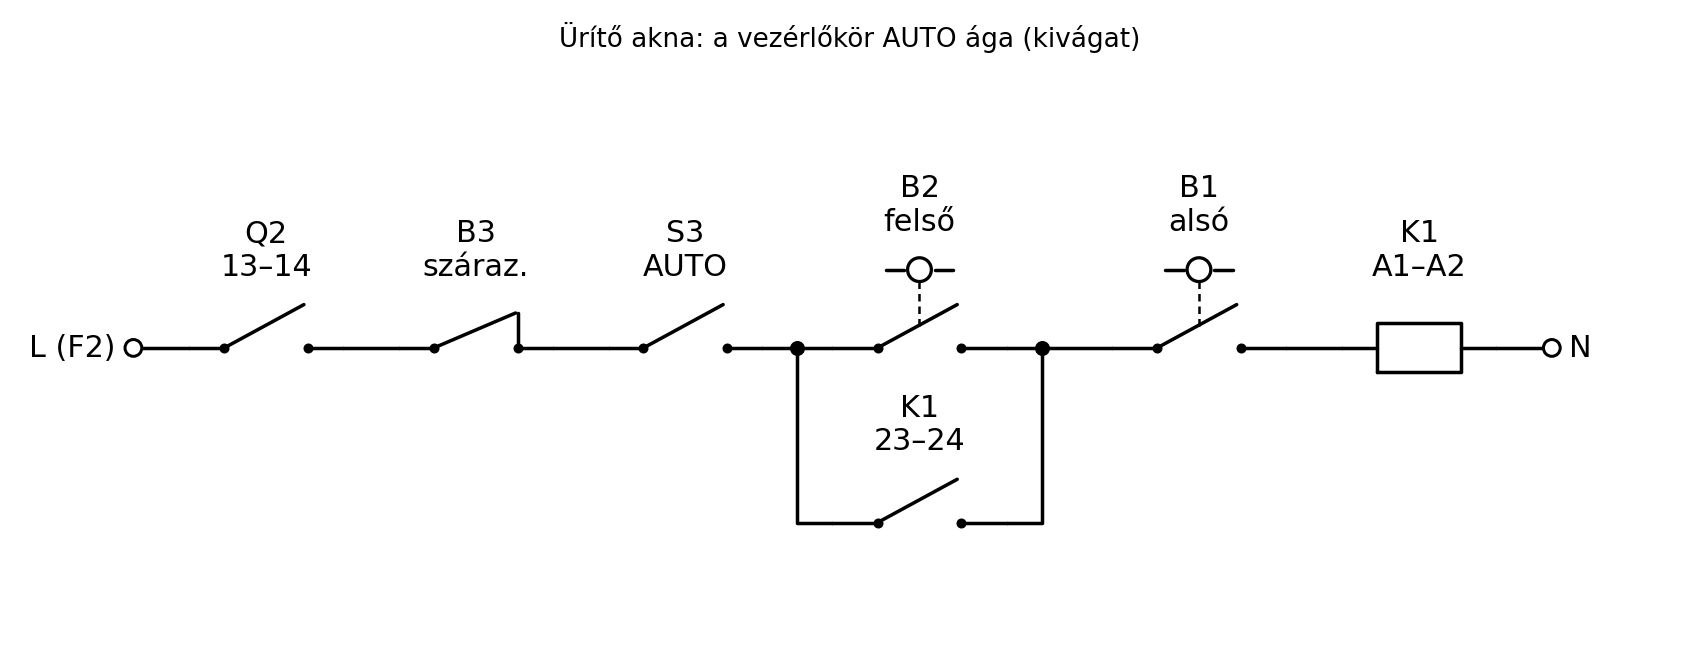 Ürítő akna: a vezérlőkör AUTO ága (kivágat)
L (F2)
Q2
13–14
B3
száraz.
S3
AUTO
B2
felső
K1
23–24
B1
alsó
K1
A1–A2
N